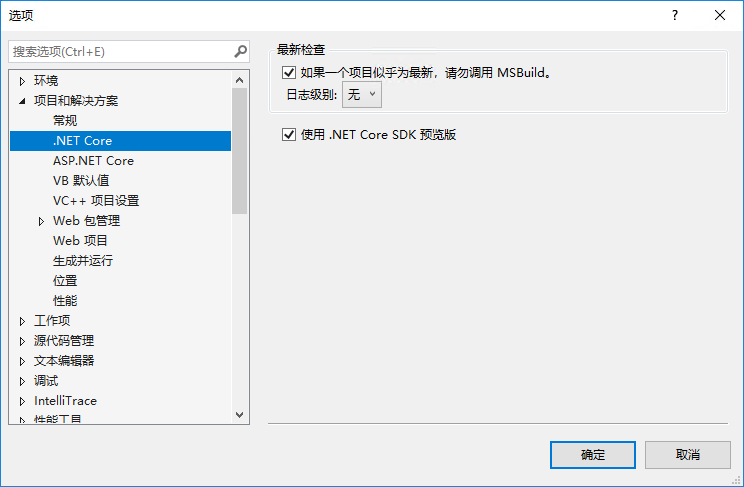 选项
?
搜索选项(Ctrl+E)
环境
项目和解决方案
常规
.NET Core
ASP.NET Core
VB 默认值
VC++ 项目设置
Web 包管理
Web 项目
生成并运行
位置
性能
工作项
源代码管理
文本编辑器
调试
IntelliTrace
性能工具
最新检查
如果一个项目似乎为最新，请勿调用 MSBuild。
日志级别: 无
使用 .NET Core SDK 预览版
确定
取消